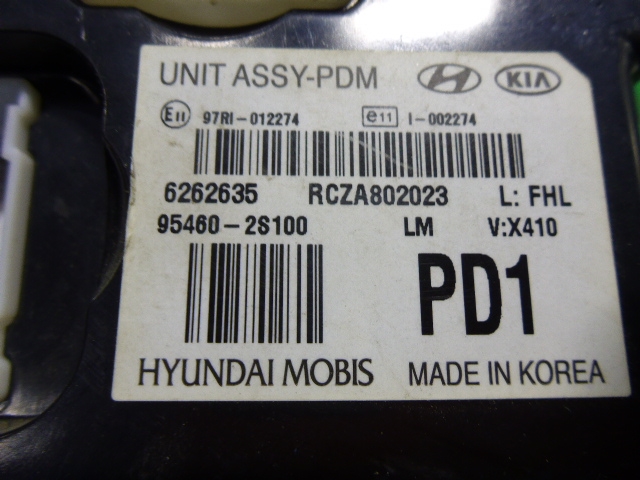 UNIT ASSY-PDM KIA
E11 97RI-012274 e11 I-002274
6262635 RCZA802023 L: FHL
95460-2S100 LM V:X410
PD1
HYUNDAI MOBIS MADE IN KOREA